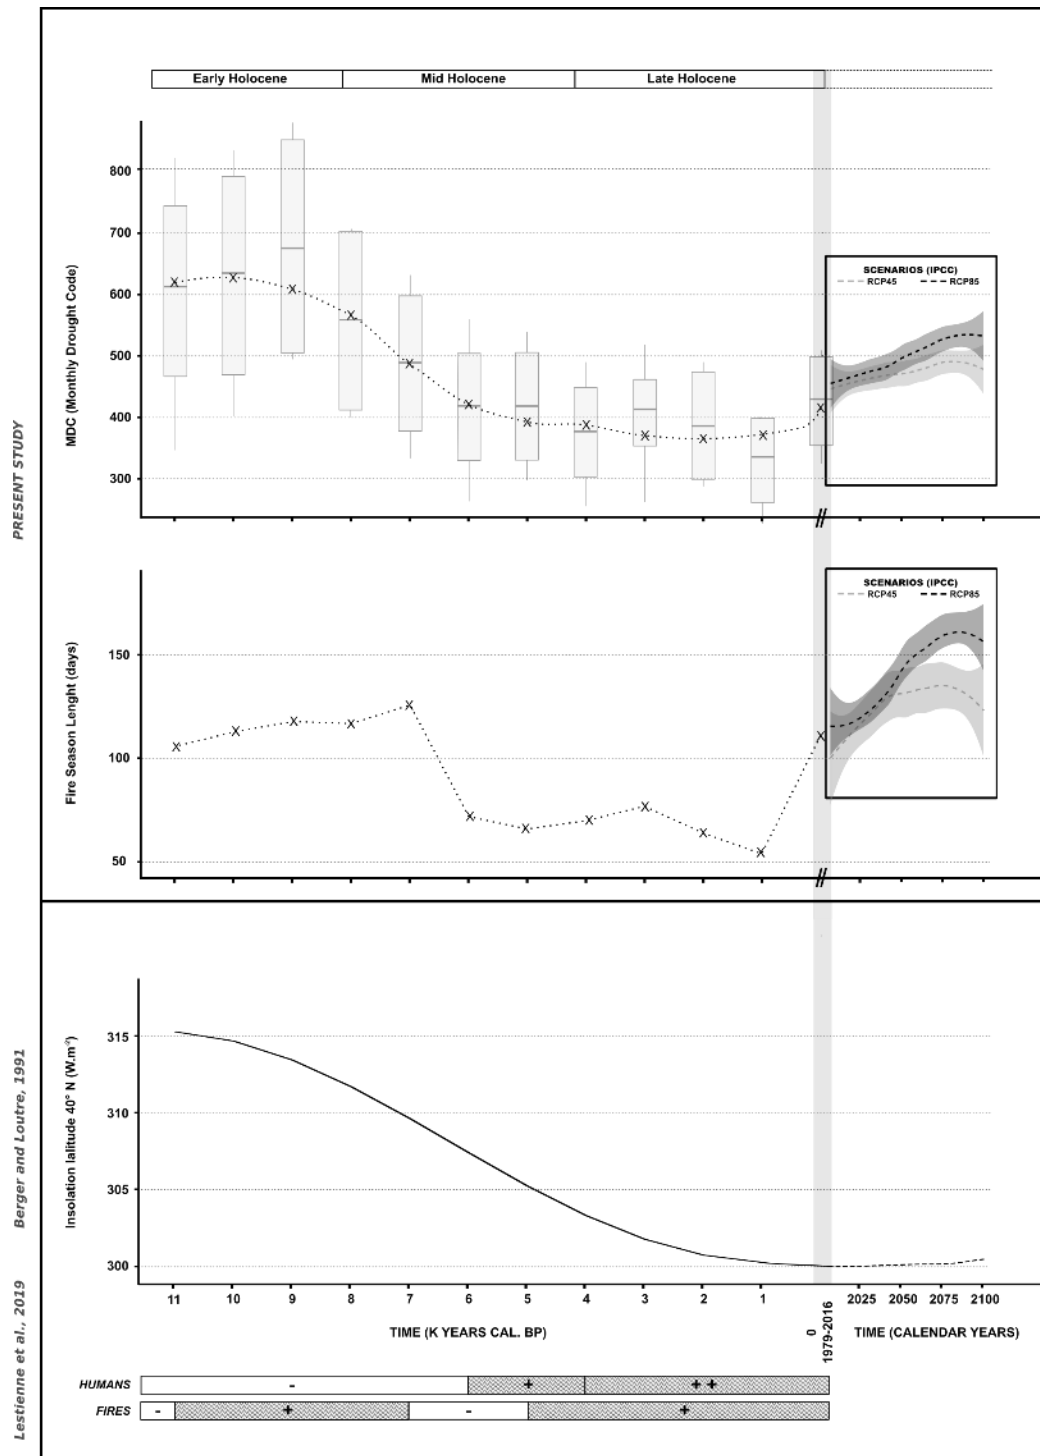 Early Holocene Mid Holocene Late Holocene
PRESENT STUDY
MDC (Monthly Drought Code)
800
700
600
500
400
300
SCENARIOS (IPCC)
RCP45 RCP85
//
Fire Season Lenght (days)
150
100
50
SCENARIOS (IPCC)
RCP45 RCP85
//
Berger and Loutre, 1991
Insolation lalitude 40° N (W.m-²)
315
310
305
300
11 10 9 8 7 6 5 4 3 2 1 0 1979-2016 2025 2050 2075 2100
TIME (K YEARS CAL. BP) TIME (CALENDAR YEARS)
Lestienne et al., 2019
HUMANS - + ++
FIRES - + - +